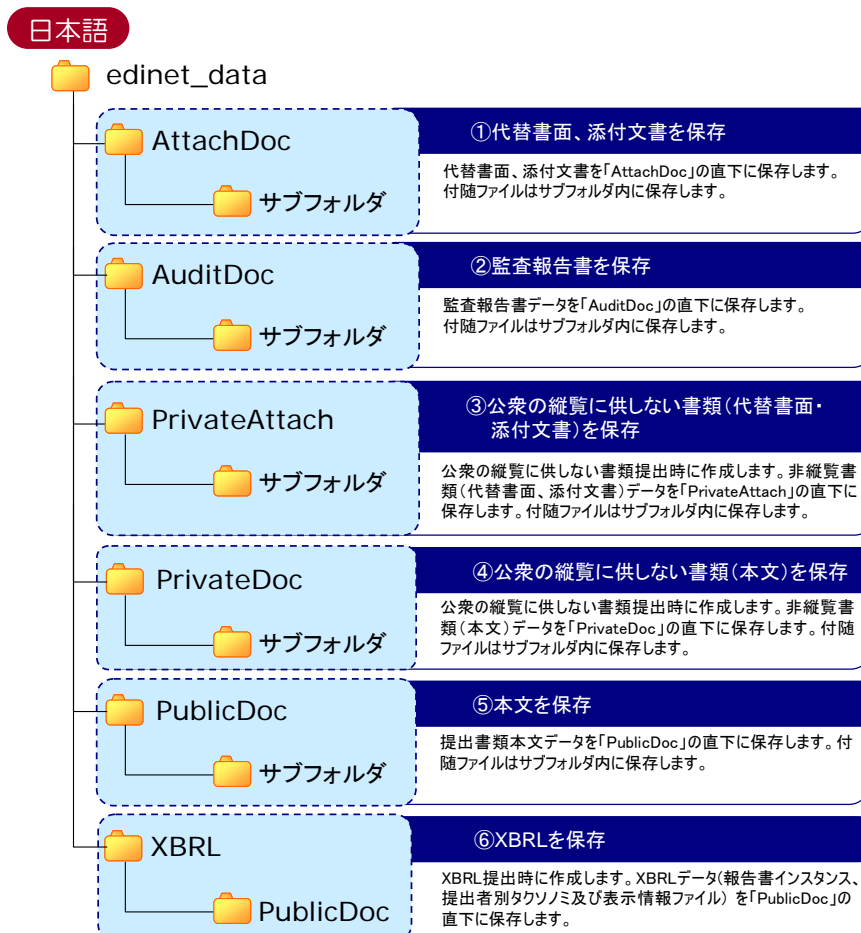 日本語
edinet_data
AttachDoc
サブフォルダ
①代替書面、添付文書を保存
代替書面、添付文書を「AttachDoc」の直下に保存します。
付随ファイルはサブフォルダ内に保存します。
AuditDoc
サブフォルダ
②監査報告書を保存
監査報告書データを「AuditDoc」の直下に保存します。
付随ファイルはサブフォルダ内に保存します。
PrivateAttach
サブフォルダ
③公衆の縦覧に供しない書類(代替書面・
添付文書)を保存
公衆の縦覧に供しない書類提出時に作成します。非縦覧書
類(代替書面、添付文書)データを「PrivateAttach」の直下に
保存します。付随ファイルはサブフォルダ内に保存します。
PrivateDoc
サブフォルダ
④公衆の縦覧に供しない書類(本文)を保存
公衆の縦覧に供しない書類提出時に作成します。非縦覧書
類(本文)データを「PrivateDoc」の直下に保存します。付随
ファイルはサブフォルダ内に保存します。
PublicDoc
サブフォルダ
⑤本文を保存
提出書類本文データを「PublicDoc」の直下に保存します。付
随ファイルはサブフォルダ内に保存します。
XBRL
PublicDoc
⑥XBRLを保存
XBRL提出時に作成します。XBRLデータ(報告書インスタンス、
提出者別タクソノミ及び表示情報ファイル) を「PublicDoc」の
直下に保存します。